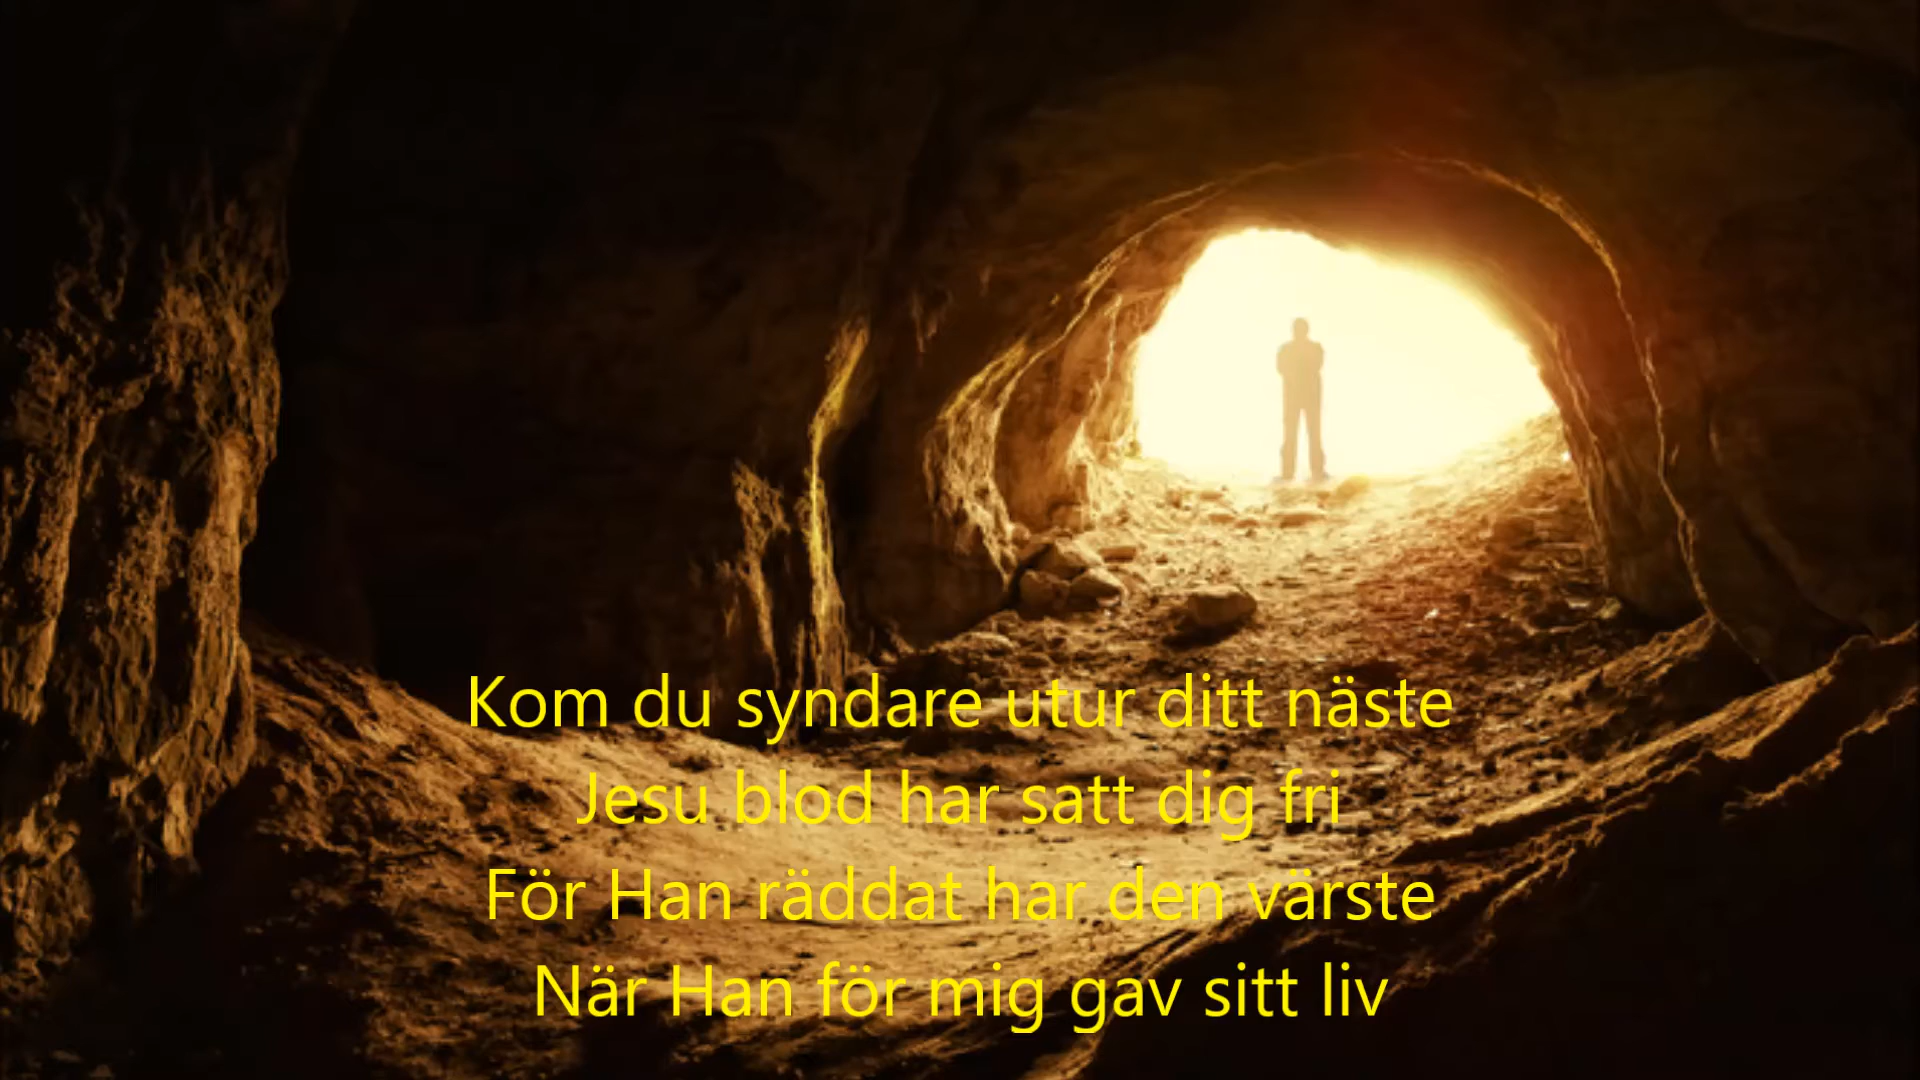 Kom du syndare utur ditt näste
Jesu blod har satt dig fri
För Han räddat har den värste
När Han för mig gav sitt liv